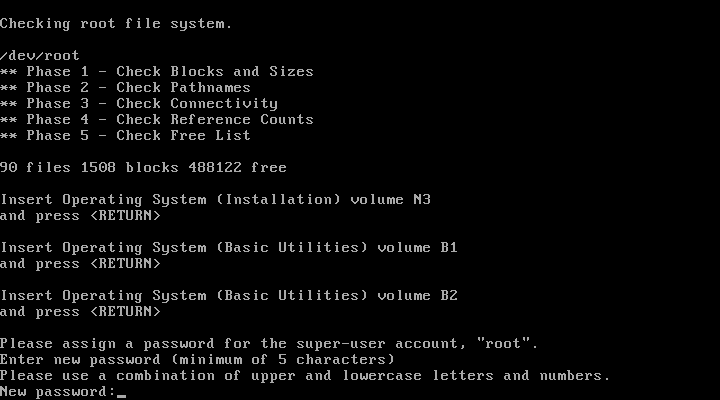 Checking root file system.
/dev/root
** Phase 1 - Check Blocks and Sizes
** Phase 2 - Check Pathnames
** Phase 3 - Check Connectivity
** Phase 4 - Check Reference Counts
** Phase 5 - Check Free List
90 files 1508 blocks 488122 free
Insert Operating System (Installation) volume N3
and press <RETURN>
Insert Operating System (Basic Utilities) volume B1
and press <RETURN>
Insert Operating System (Basic Utilities) volume B2
and press <RETURN>
Please assign a password for the super-user account, "root".
Enter new password (minimum of 5 characters)
Please use a combination of upper and lowercase letters and numbers.
New password:_